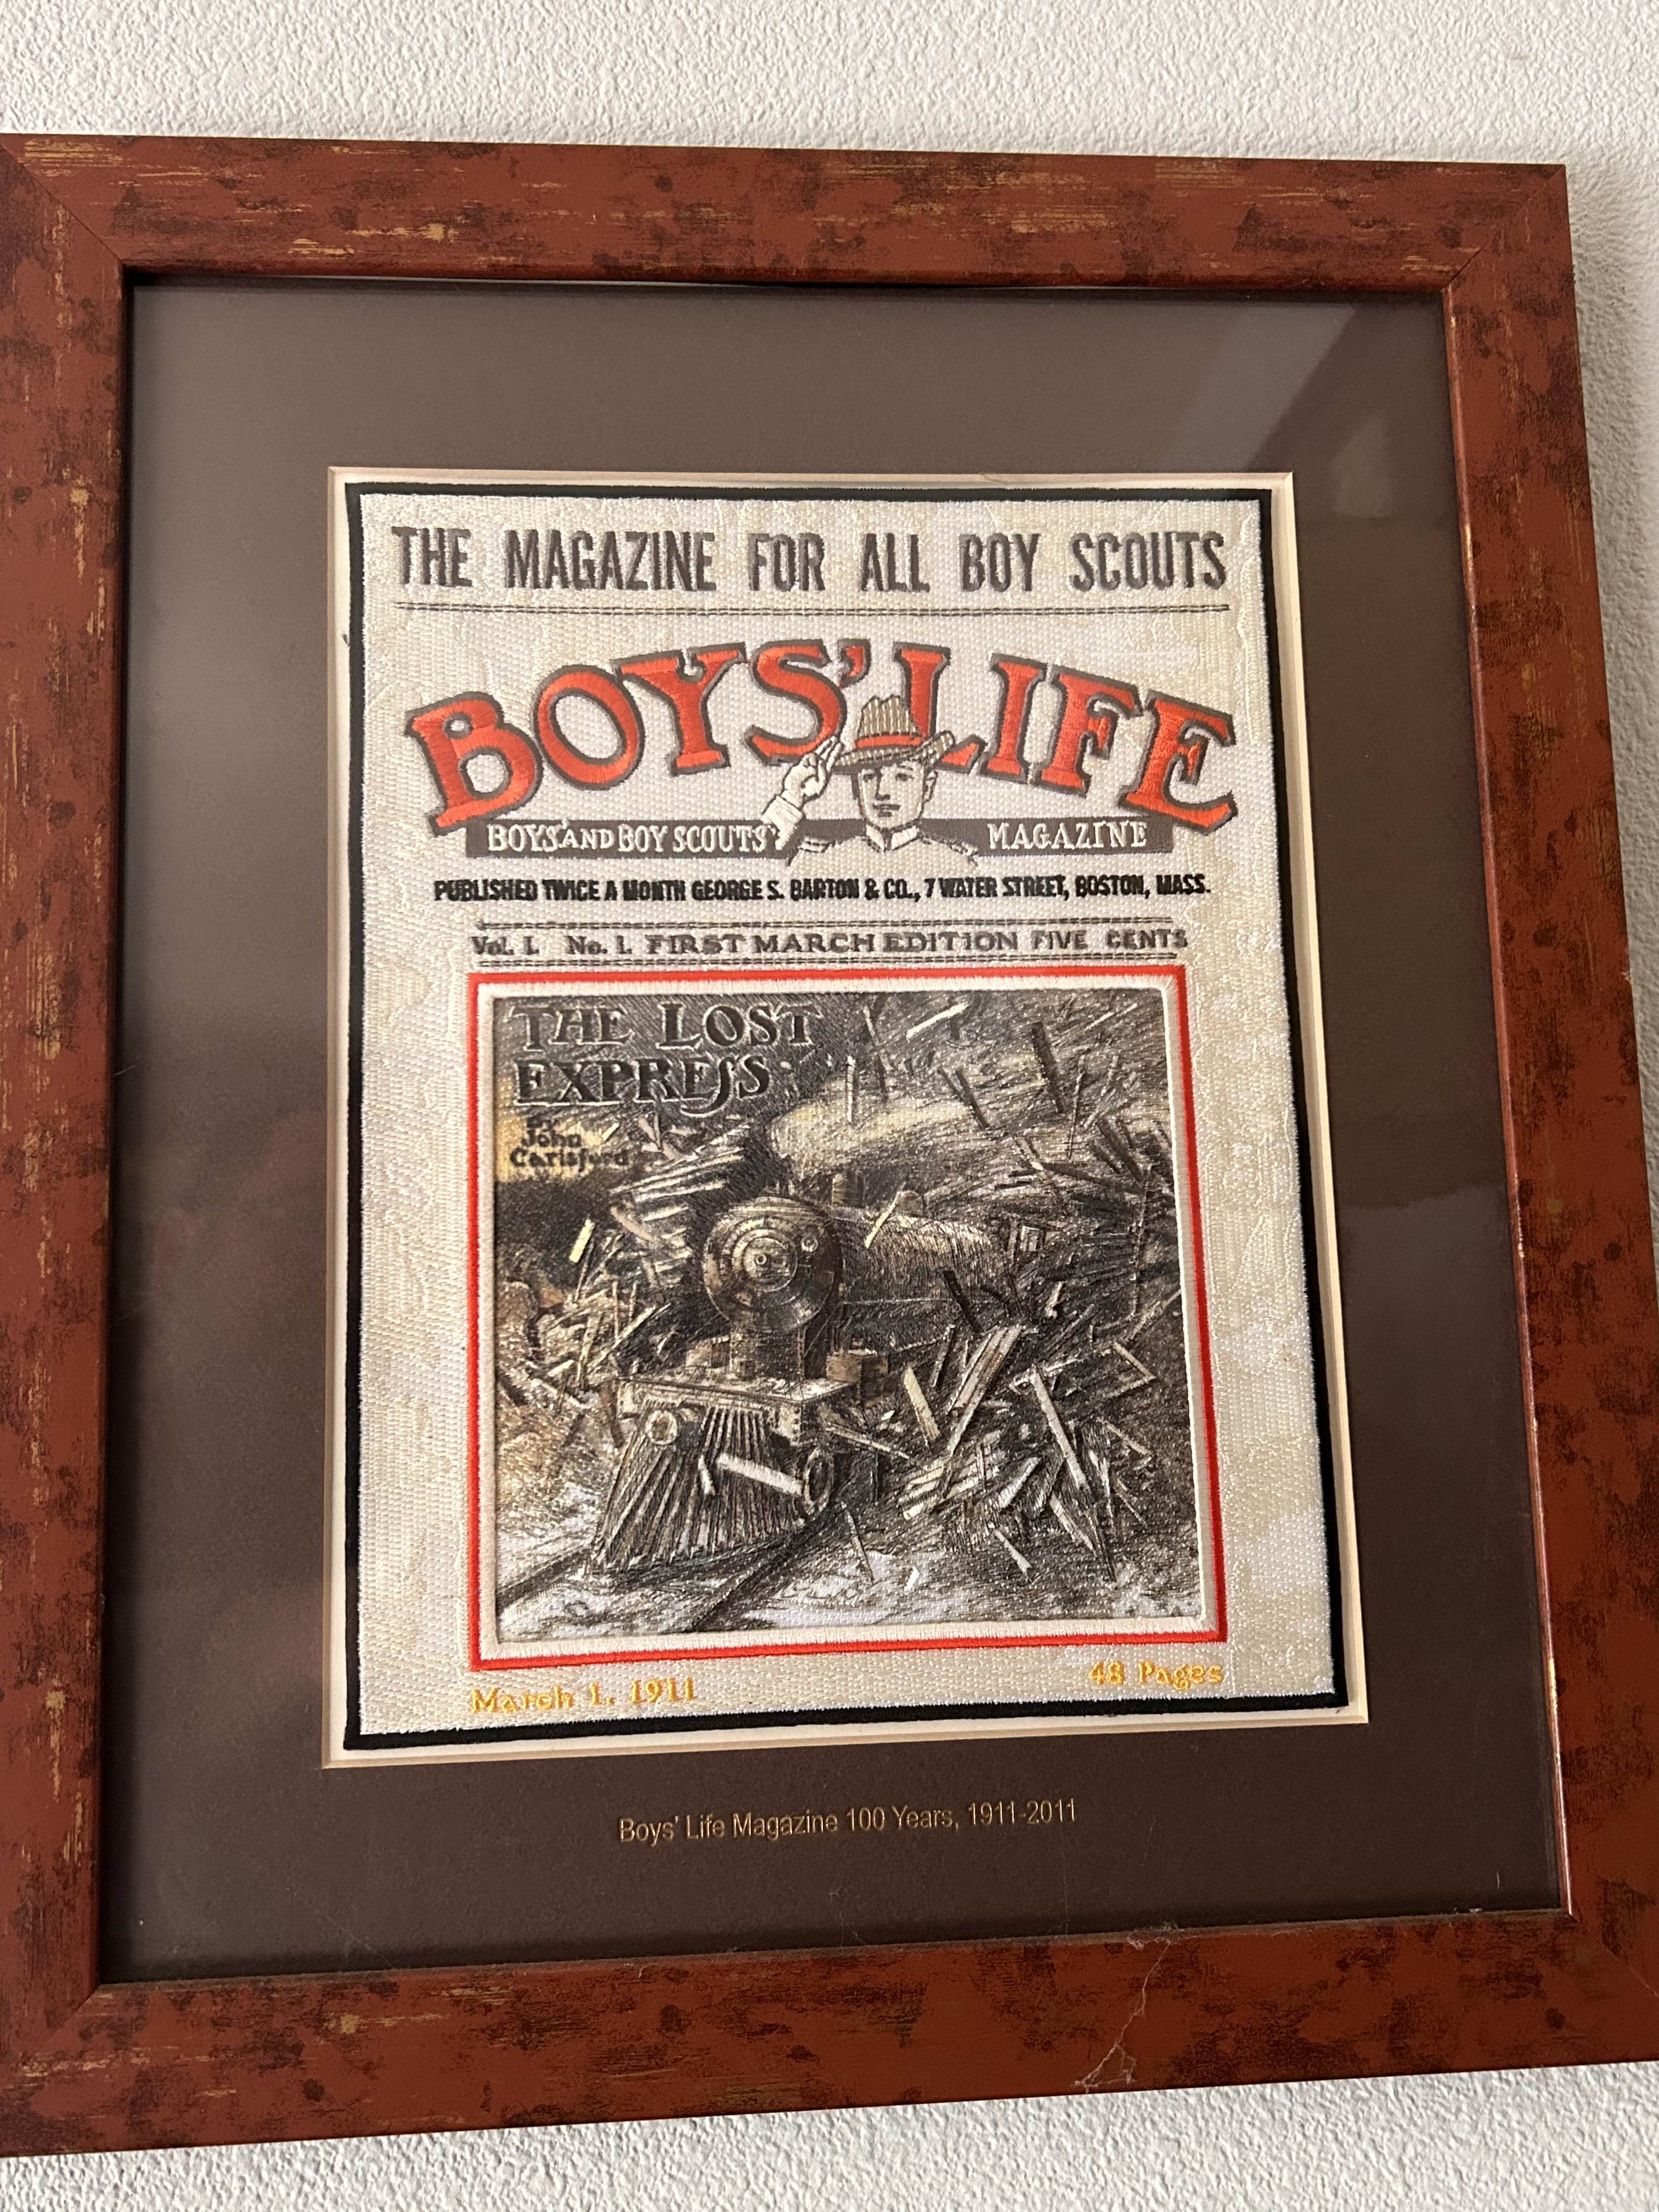 THE MAGAZINE FOR ALL BOY SCOUTS
BOYS' LIFE
BOYS' AND BOY SCOUTS' MAGAZINE
PUBLISHED TWICE A MONTH GEORGE S. BARTON & CO., 7 WATER STREET, BOSTON, MASS.
Vol. I. No. 1. FIRST MARCH EDITION FIVE CENTS
THE LOST
EXPRESS
By
John
Carisford
March 1, 1911
48 Pages
Boys' Life Magazine 100 Years, 1911-2011